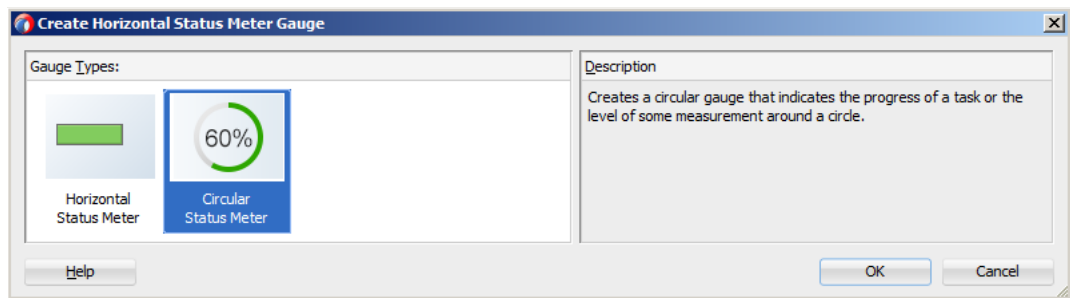 Create Horizontal Status Meter Gauge
Gauge Types:
Description
Creates a circular gauge that indicates the progress of a task or the
level of some measurement around a circle.
60%
Horizontal
Status Meter
Circular
Status Meter
Help
OK
Cancel